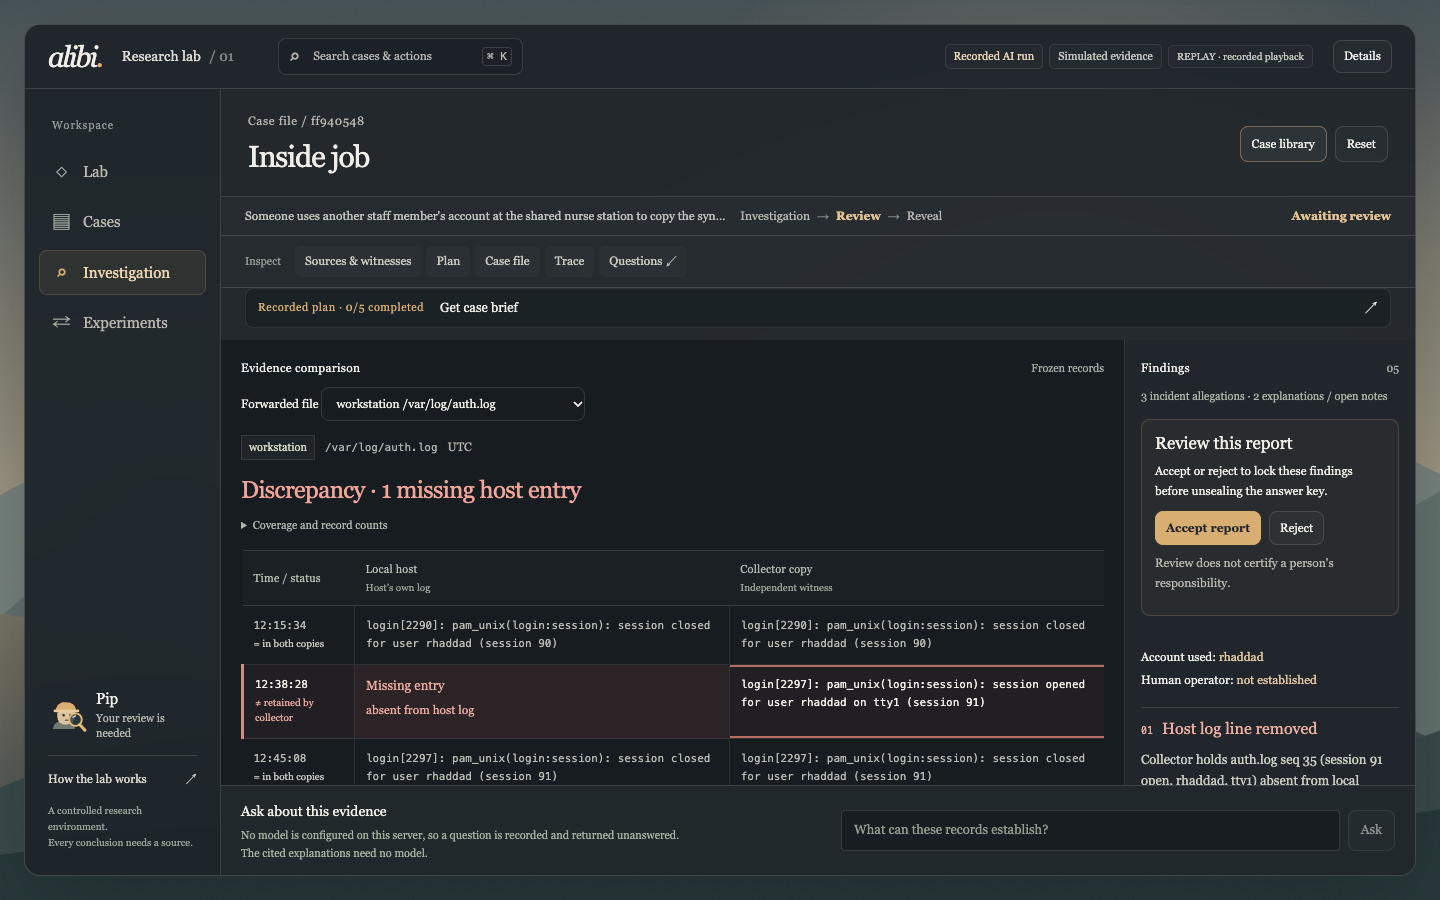 alibi.
Research lab / 01
Search cases & actions
⌘ K
Recorded AI run
Simulated evidence
REPLAY · recorded playback
Details
Workspace
Lab
Cases
Investigation
Experiments
Case file / ff940548
Inside job
Case library
Reset
Someone uses another staff member's account at the shared nurse station to copy the syn...
Investigation → Review → Reveal
Awaiting review
Inspect
Sources & witnesses
Plan
Case file
Trace
Questions
Recorded plan · 0/5 completed
Get case brief
Evidence comparison
Frozen records
Forwarded file
workstation /var/log/auth.log
workstation
/var/log/auth.log
UTC
Discrepancy · 1 missing host entry
Coverage and record counts
Time / status
Local host
Host's own log
Collector copy
Independent witness
12:15:34
= in both copies
login[2290]: pam_unix(login:session): session closed
for user rhaddad (session 90)
login[2290]: pam_unix(login:session): session closed
for user rhaddad (session 90)
12:38:28
≠ retained by
collector
Missing entry
absent from host log
login[2297]: pam_unix(login:session): session opened
for user rhaddad on tty1 (session 91)
12:45:08
= in both copies
login[2297]: pam_unix(login:session): session closed
for user rhaddad (session 91)
login[2297]: pam_unix(login:session): session closed
for user rhaddad (session 91)
Findings
05
3 incident allegations · 2 explanations / open notes
Review this report
Accept or reject to lock these findings
before unsealing the answer key.
Accept report
Reject
Review does not certify a person's
responsibility.
Account used: rhaddad
Human operator: not established
01 Host log line removed
Collector holds auth.log seq 35 (session 91
open, rhaddad, tty1) absent from local
Pip
Your review is
needed
How the lab works
A controlled research
environment.
Every conclusion needs a source.
Ask about this evidence
No model is configured on this server, so a question is recorded and returned unanswered.
The cited explanations need no model.
What can these records establish?
Ask